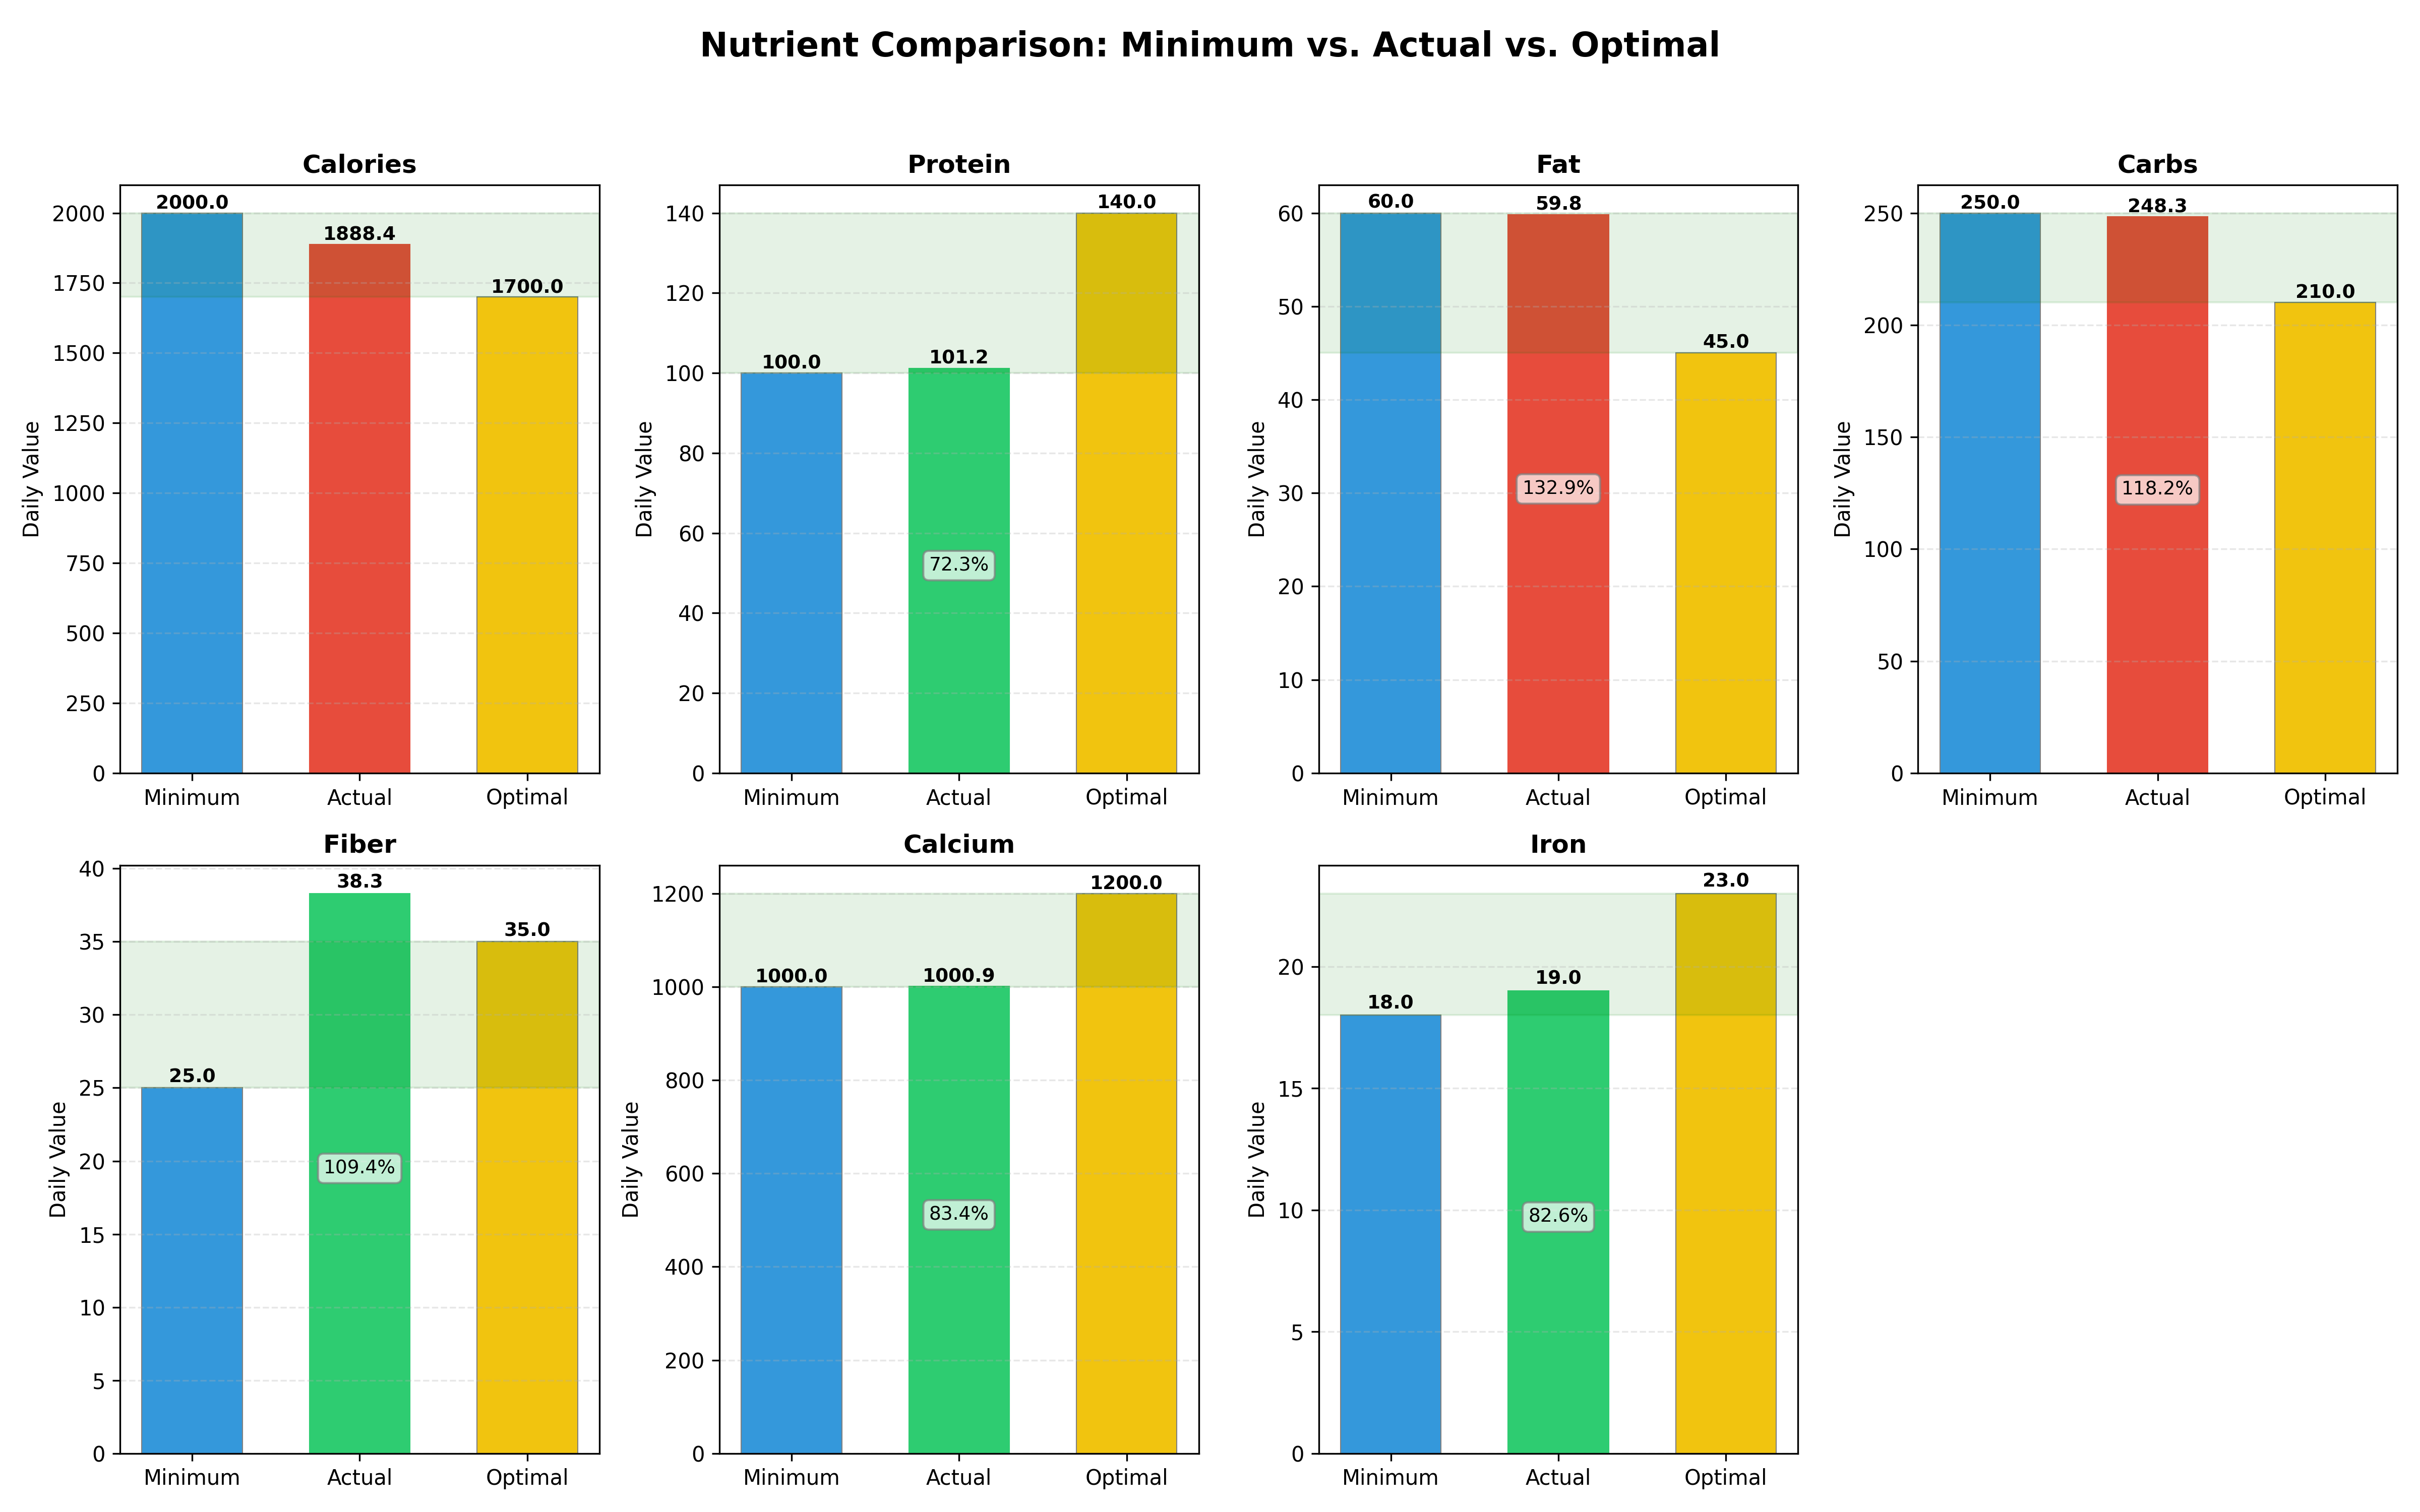 Nutrient Comparison: Minimum vs. Actual vs. Optimal
Calories
Daily Value
2000
1750
1500
1250
1000
750
500
250
0
2000.0
1888.4
1700.0
Minimum
Actual
Optimal
Protein
Daily Value
140
120
100
80
60
40
20
0
100.0
101.2
140.0
72.3%
Minimum
Actual
Optimal
Fat
Daily Value
60
50
40
30
20
10
0
60.0
59.8
45.0
132.9%
Minimum
Actual
Optimal
Carbs
Daily Value
250
200
150
100
50
0
250.0
248.3
210.0
118.2%
Minimum
Actual
Optimal
Fiber
Daily Value
40
35
30
25
20
15
10
5
0
25.0
38.3
35.0
109.4%
Minimum
Actual
Optimal
Calcium
Daily Value
1200
1000
800
600
400
200
0
1000.0
1000.9
1200.0
83.4%
Minimum
Actual
Optimal
Iron
Daily Value
20
15
10
5
0
18.0
19.0
23.0
82.6%
Minimum
Actual
Optimal